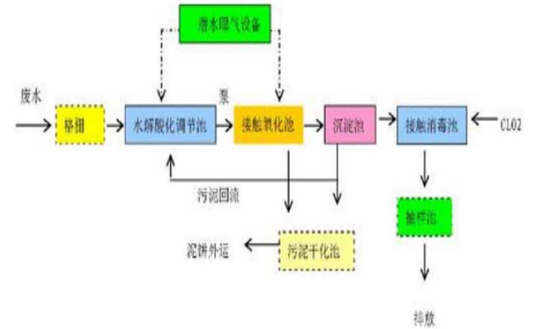 潜水曝气设备
废水
泵
格栅
水解酸化调节池
接触氧化池
沉淀池
接触消毒池
CLO2
污泥回流
抽样池
泥饼外运
污泥干化池
排放